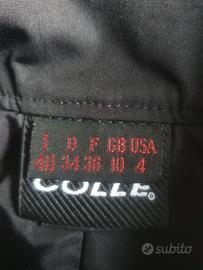 I D F GB USA
40 34 36 10 4
COLLE
subito